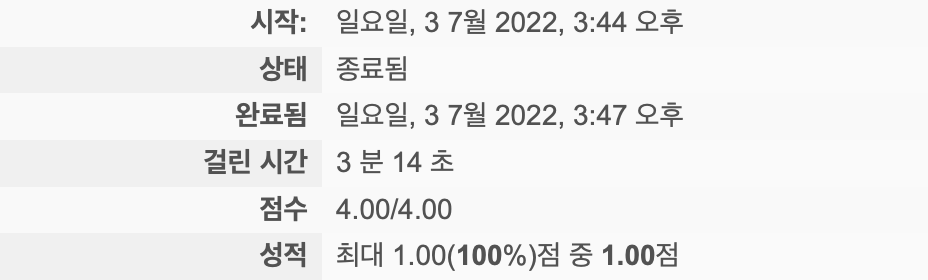 시작: 일요일, 3 7월 2022, 3:44 오후
상태 종료됨
완료됨 일요일, 3 7월 2022, 3:47 오후
걸린 시간 3 분 14 초
점수 4.00/4.00
성적 최대 1.00(100%)점 중 1.00점